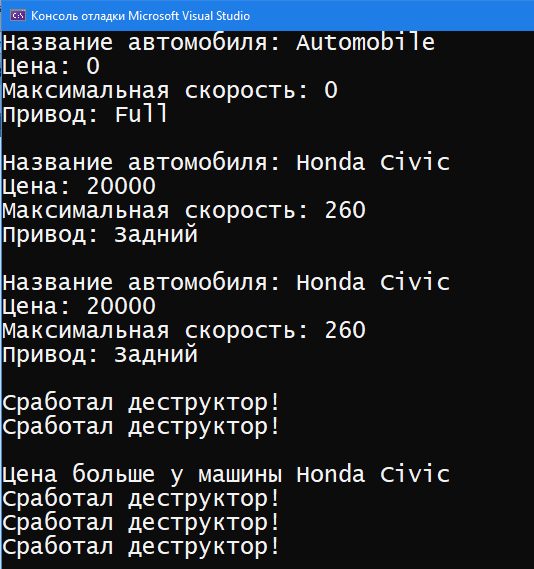 Консоль отладки Microsoft Visual Studio
Название автомобиля: Automobile
Цена: 0
Максимальная скорость: 0
Привод: Full
Название автомобиля: Honda Civic
Цена: 20000
Максимальная скорость: 260
Привод: Задний
Название автомобиля: Honda Civic
Цена: 20000
Максимальная скорость: 260
Привод: Задний
Сработал деструктор!
Сработал деструктор!
Цена больше у машины Honda Civic
Сработал деструктор!
Сработал деструктор!
Сработал деструктор!